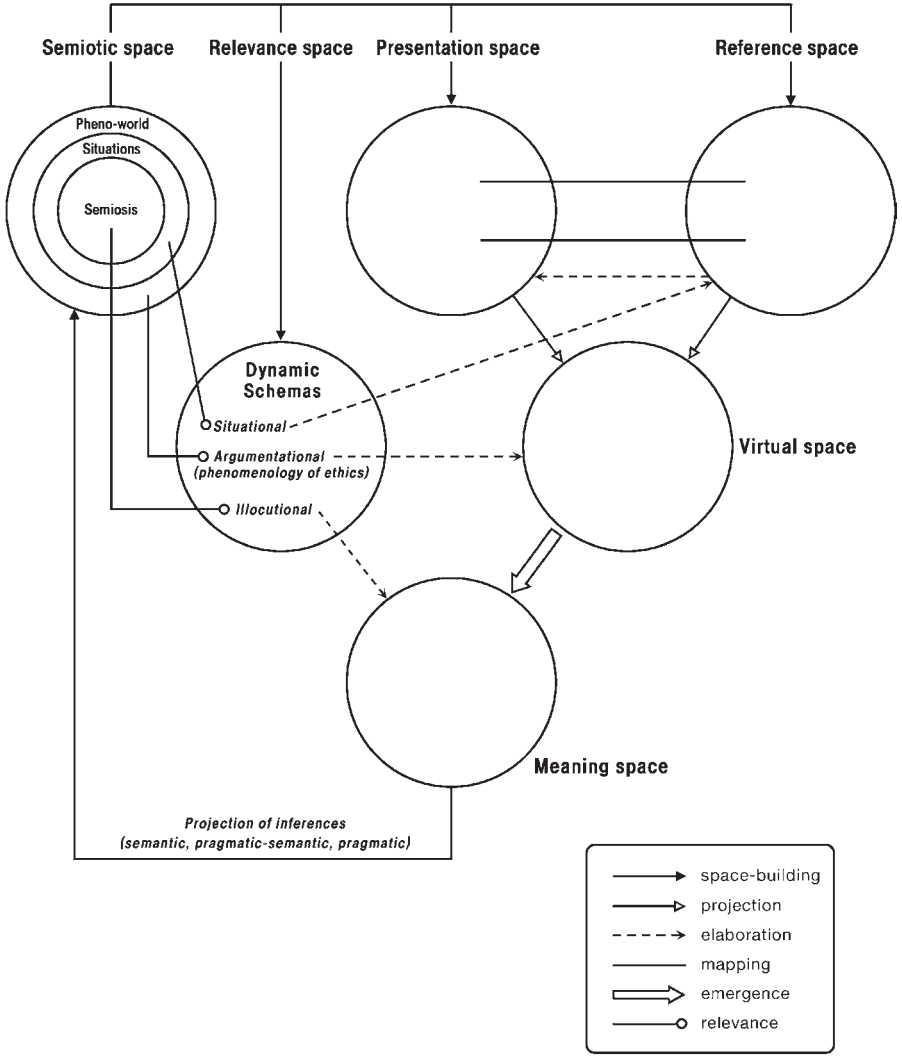 Semiotic space
Relevance space
Presentation space
Reference space
Pheno-world
Situations
Semiosis
Dynamic
Schemas
Situational
Argumentational
(phenomenology of ethics)
Illocutional
Virtual space
Meaning space
Projection of inferences
(semantic, pragmatic-semantic, pragmatic)
space-building
projection
elaboration
mapping
emergence
relevance